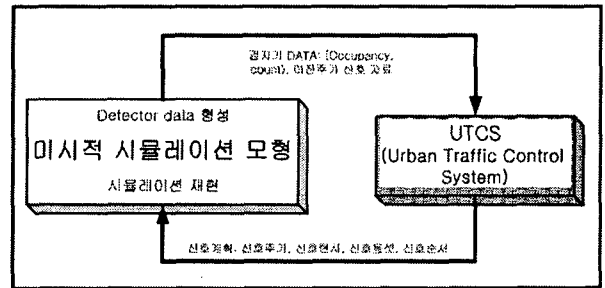 검지기 DATA: (Occupancy,
count), 이전주기 신호 자료
Detector data 형성
미시적 시뮬레이션 모형
시뮬레이션 재현
UTCS
(Urban Traffic Control
System)
신호계획: 신호주기, 신호현시, 신호옵셋, 신호순서